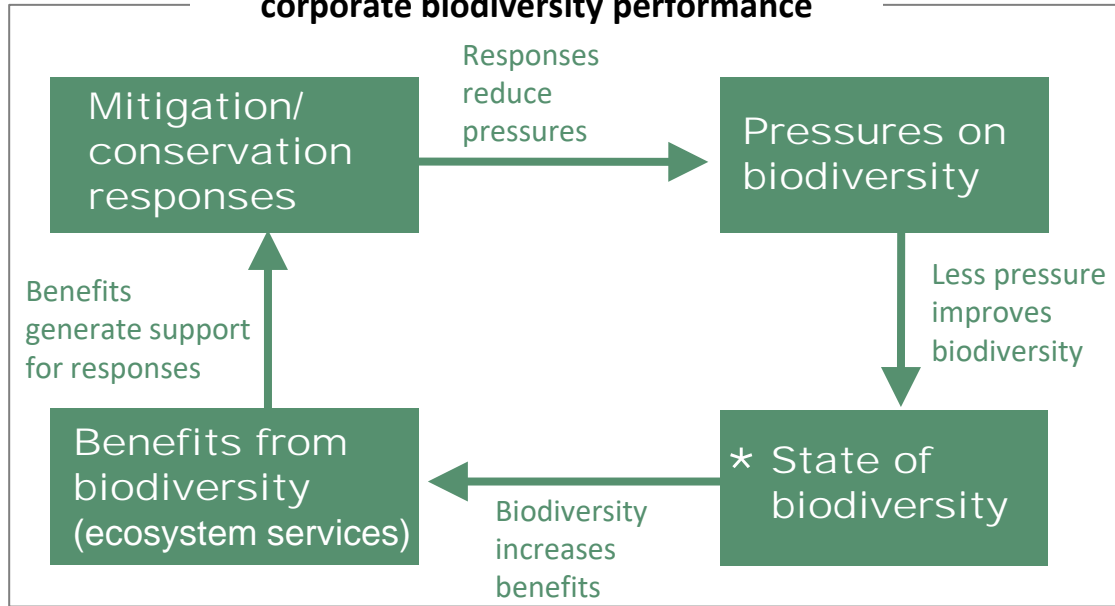 corporate biodiversity performance
Responses
reduce
pressures
Mitigation/
conservation
responses
Pressures on
biodiversity
Benefits
generate support
for responses
Less pressure
improves
biodiversity
Benefits from
biodiversity
(ecosystem services)
* State of
biodiversity
Biodiversity
increases
benefits